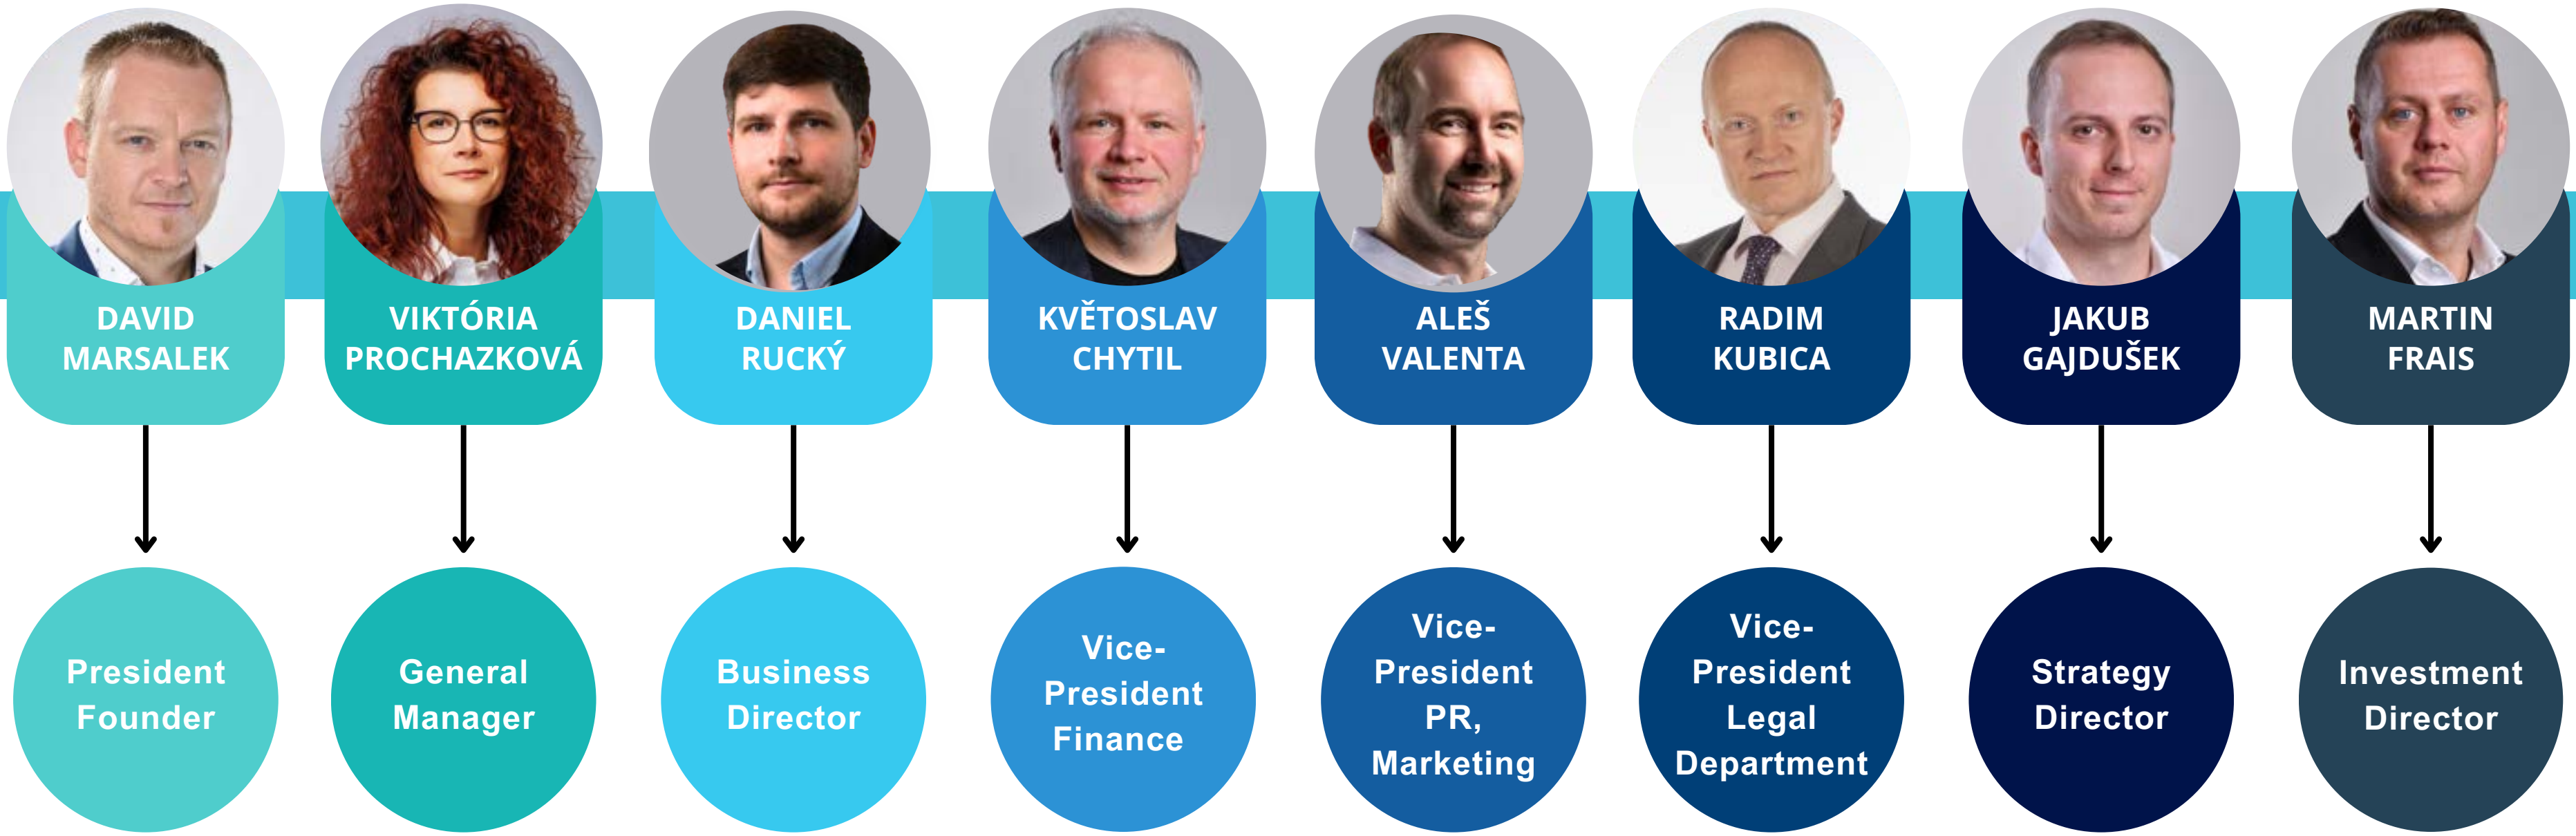 DAVID
MARSALEK
VIKTÓRIA
PROCHAZKOVÁ
DANIEL
RUCKÝ
KVĚTOSLAV
CHYTIL
ALEŠ
VALENTA
RADIM
KUBICA
JAKUB
GAJDUŠEK
MARTIN
FRAIS
President
Founder
General
Manager
Business
Director
Vice-
President
Finance
Vice-
President
PR,
Marketing
Vice-
President
Legal
Department
Strategy
Director
Investment
Director